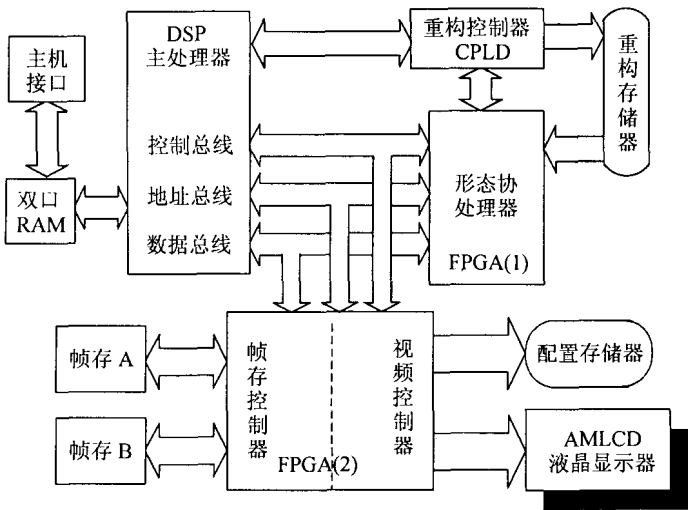 主机
接口
双口
RAM
DSP
主处理器
控制总线
地址总线
数据总线
重构控制器
CPLD
重构存储器
形态协
处理器
FPGA(1)
帧存 A
帧存 B
帧存控制器
视频控制器
FPGA(2)
配置存储器
AMLCD
液晶显示器